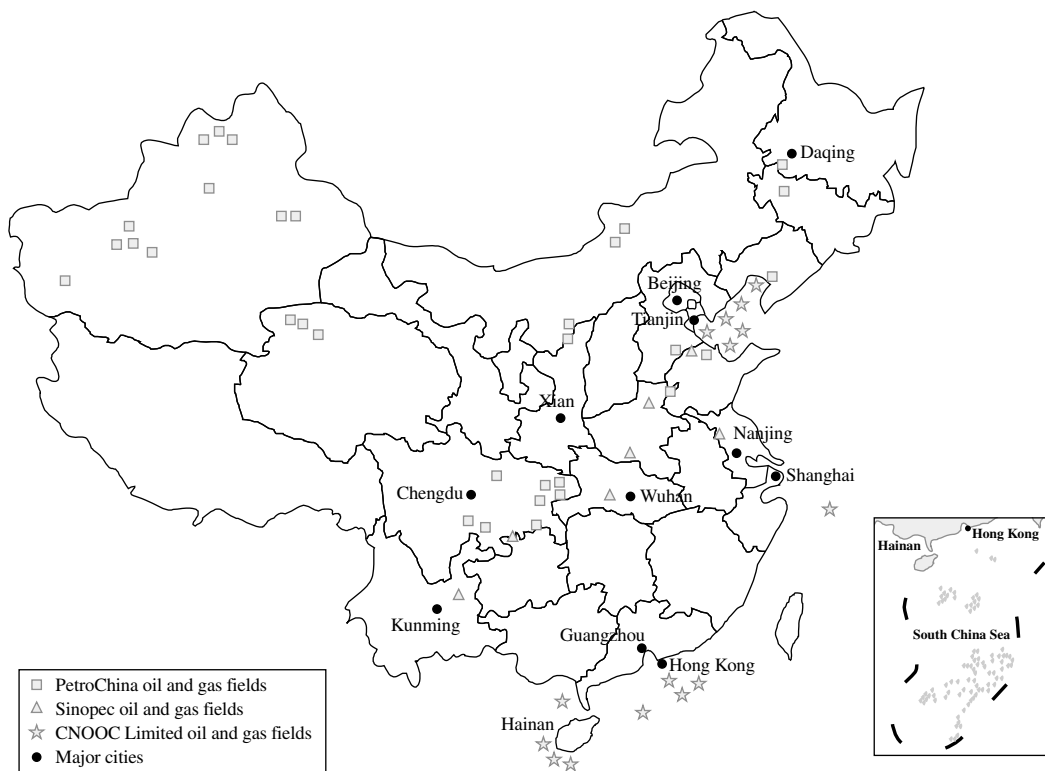 Daqing
Beijing
Tianjin
Xian
Nanjing
Shanghai
Chengdu
Wuhan
Kunming
Guangzhou
Hong Kong
Hainan
PetroChina oil and gas fields
Sinopec oil and gas fields
CNOOC Limited oil and gas fields
Major cities
Hong Kong
Hainan
South China Sea